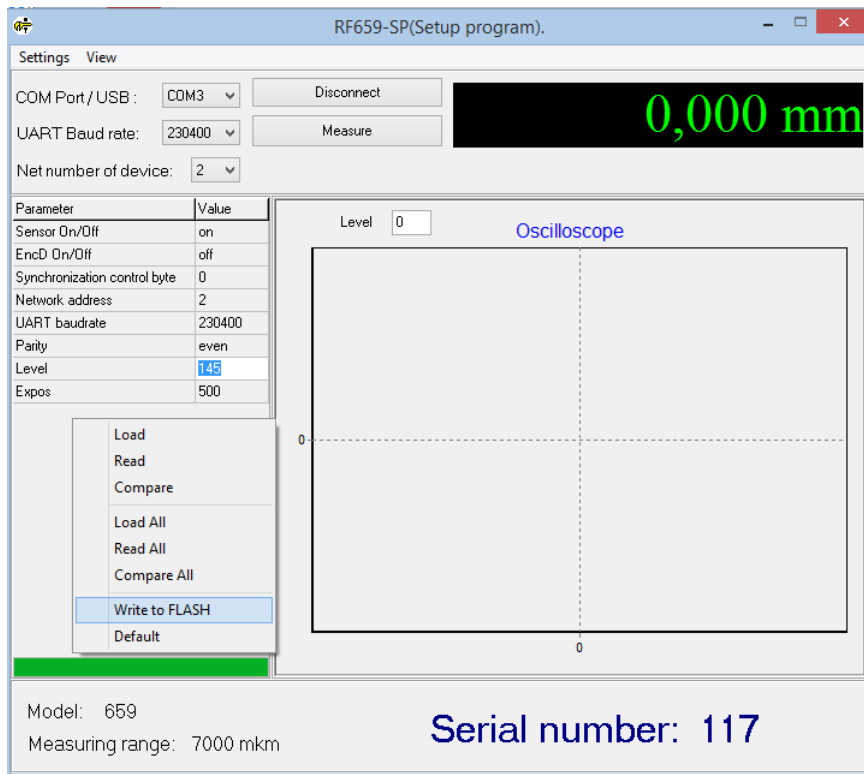 RF659-SP(Setup program).
Settings View
COM Port / USB : COM3 Disconnect
0,000 mm
UART Baud rate: 230400 Measure
Net number of device: 2
Parameter Value
Sensor On/Off on
EncD On/Off off
Synchronization control byte 0
Network address 2
UART baudrate 230400
Parity even
Level 145
Expos 500
Load
Read
Compare
Load All
Read All
Compare All
Write to FLASH
Default
Level 0
Oscilloscope
0
0
Model: 659
Measuring range: 7000 mkm
Serial number: 117